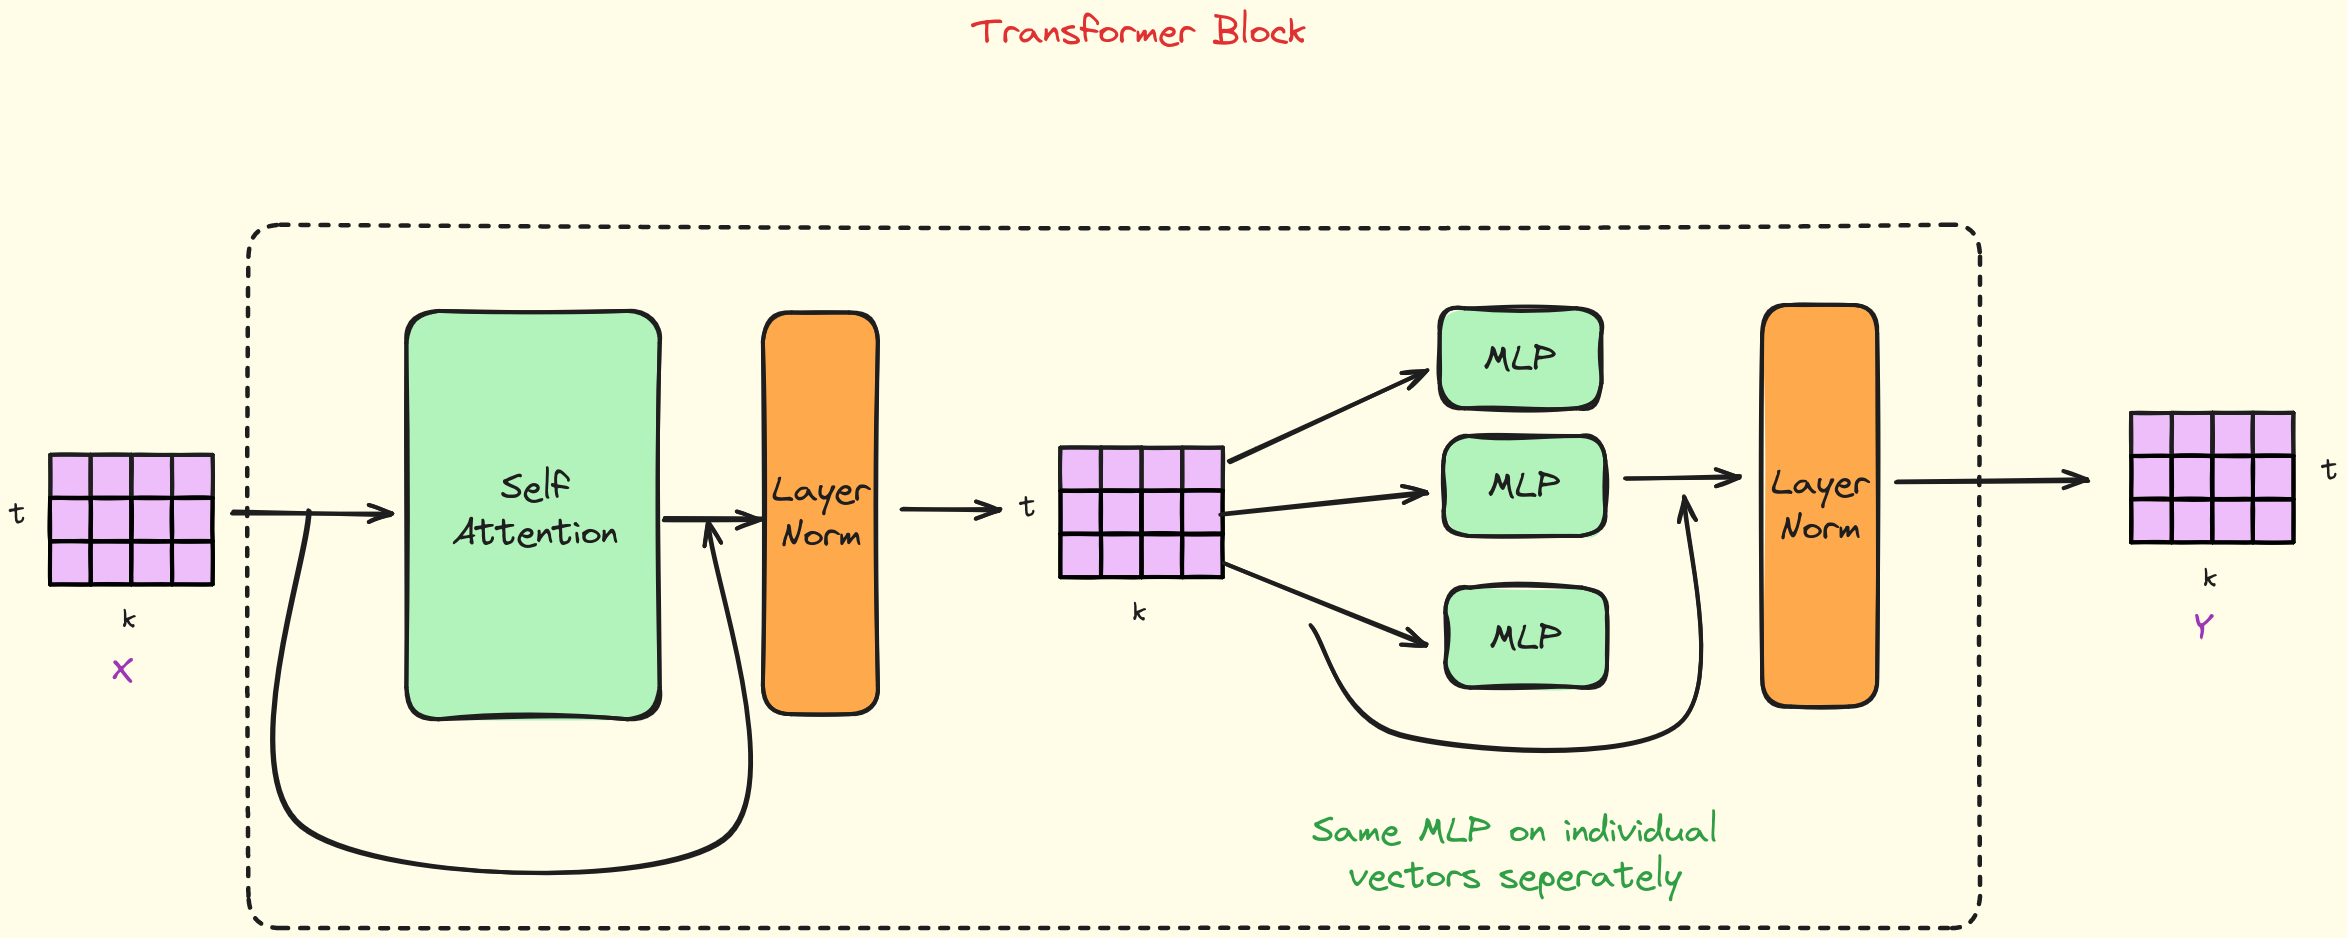 Transformer Block
Self
Attention
Layer
Norm
t
k
X
t
k
MLP
MLP
MLP
Layer
Norm
t
k
Y
Same MLP on individual
vectors seperately